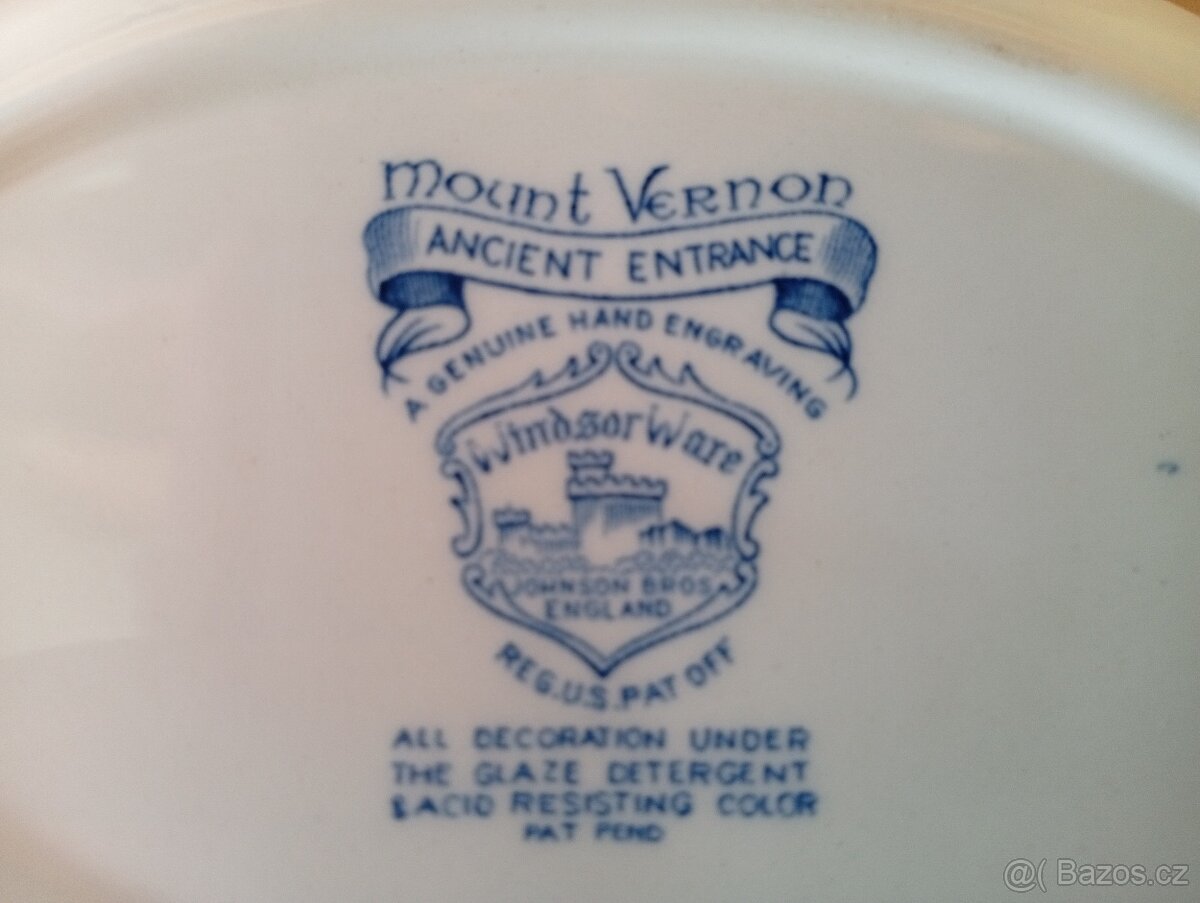 Mount Vernon
ANCIENT ENTRANCE
A GENUINE HAND ENGRAVING
Windsor Ware
JOHNSON BROS
ENGLAND
REG.U.S.PAT OFF
ALL DECORATION UNDER
THE GLAZE DETERGENT
& ACID RESISTING COLOR
PAT PEND
@( Bazos.cz